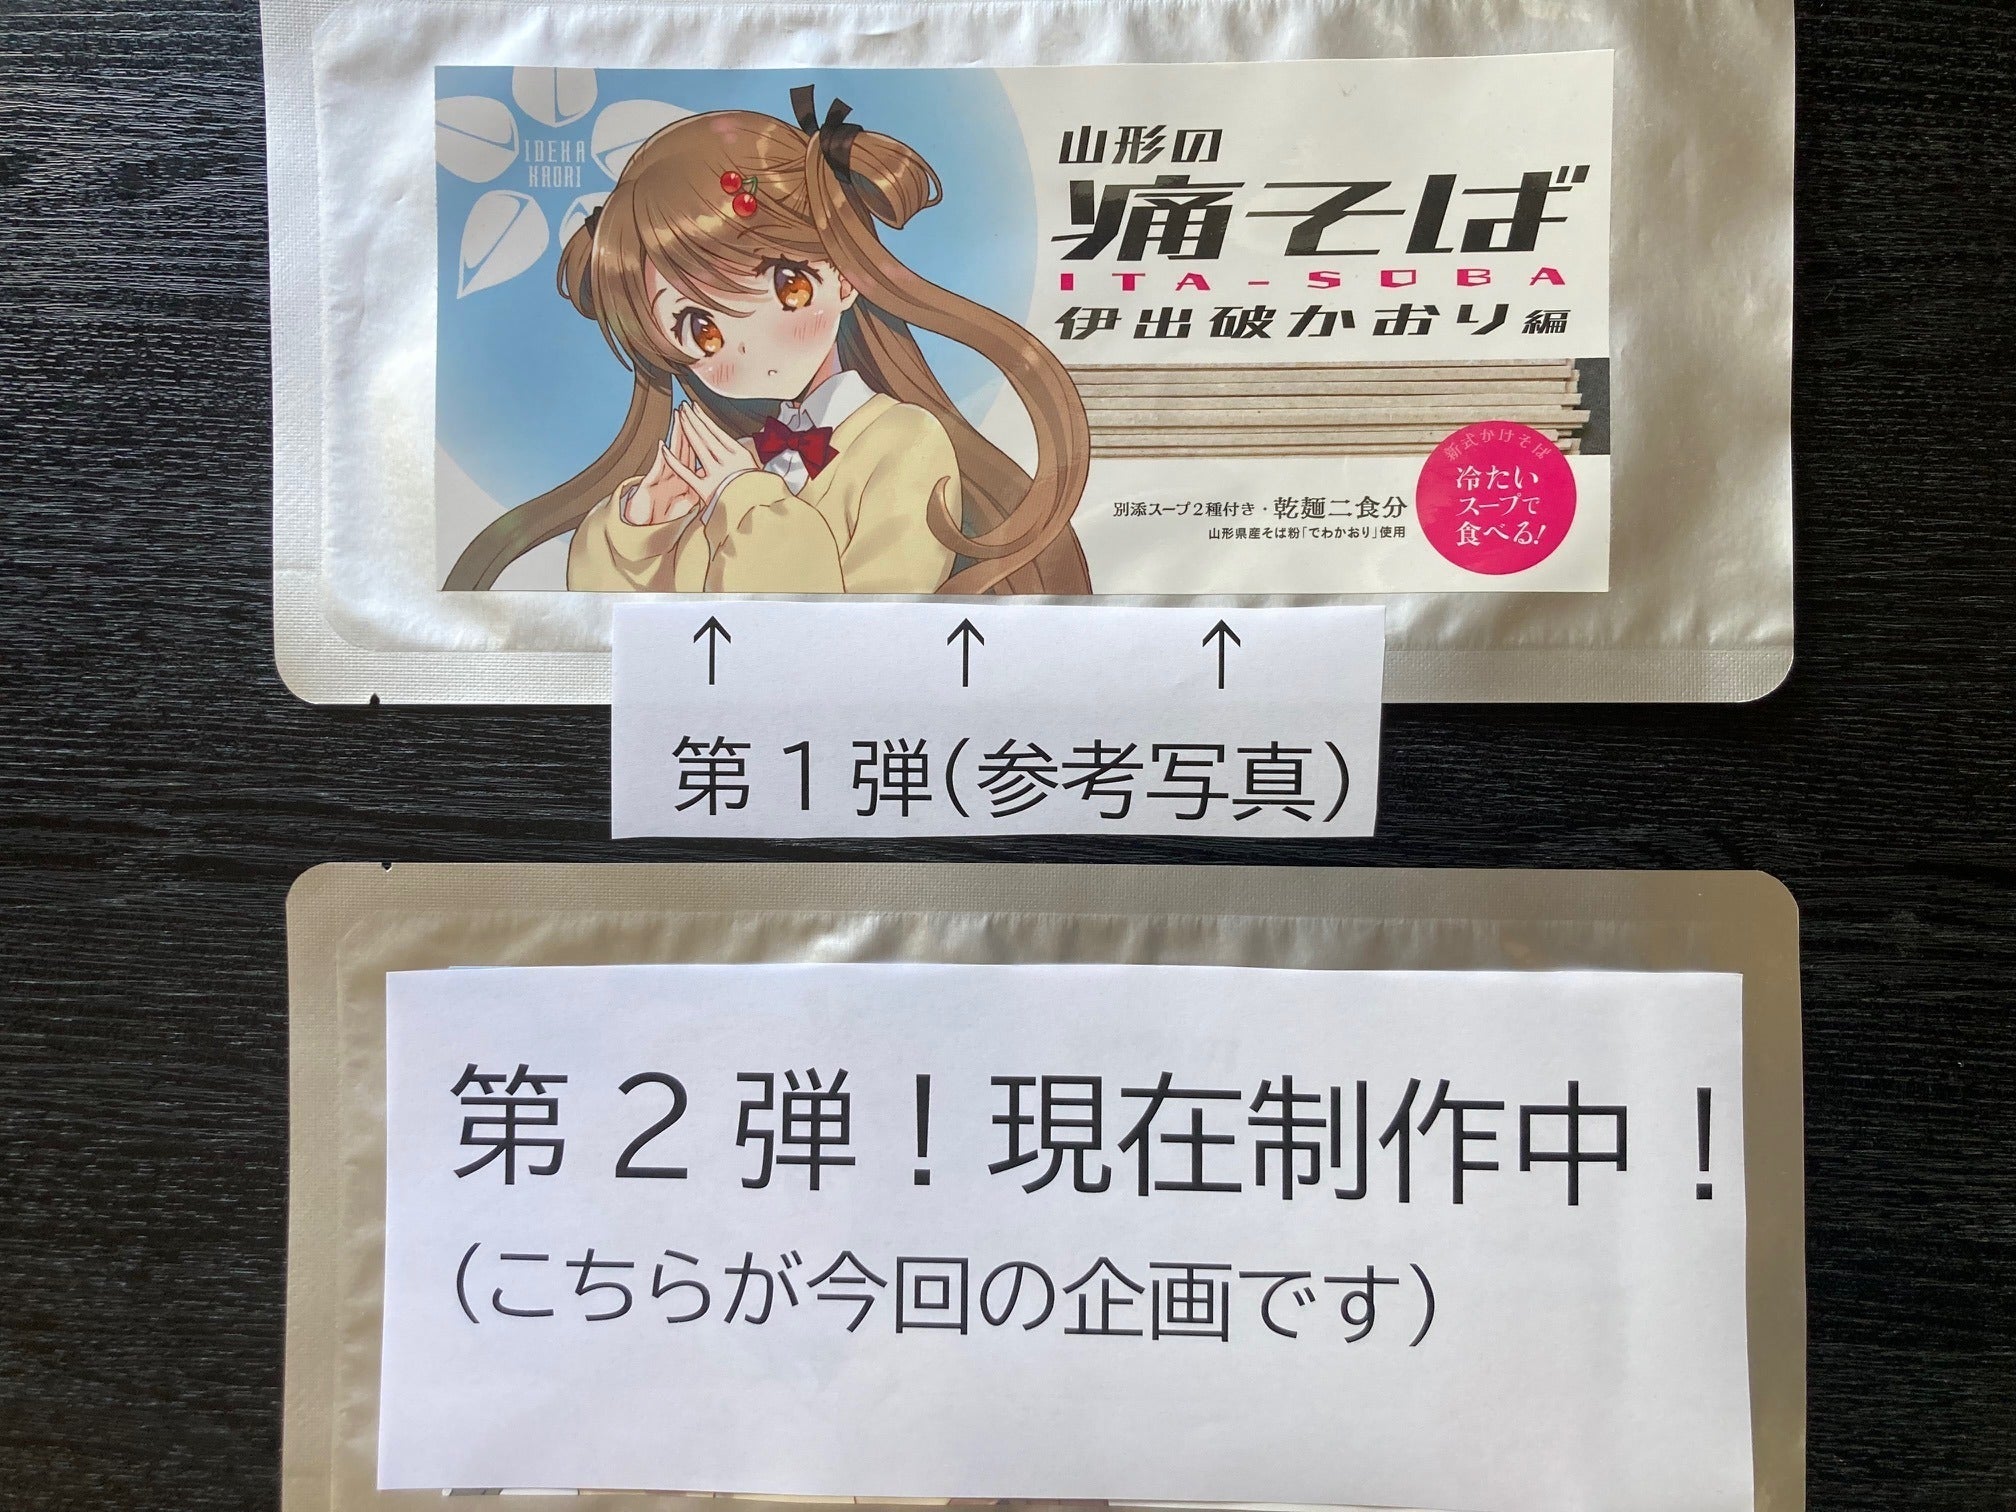 IDEHA
KAORI
山形の
痛そば
ITA-SOBA
伊出破かおり編
新式かけそば
冷たい
スープで
食べる!
別添スープ2種付き・乾麺二食分
山形県産そば粉「でわかおり」使用
↑ ↑ ↑
第1弾(参考写真)
第2弾!現在制作中!
(こちらが今回の企画です)